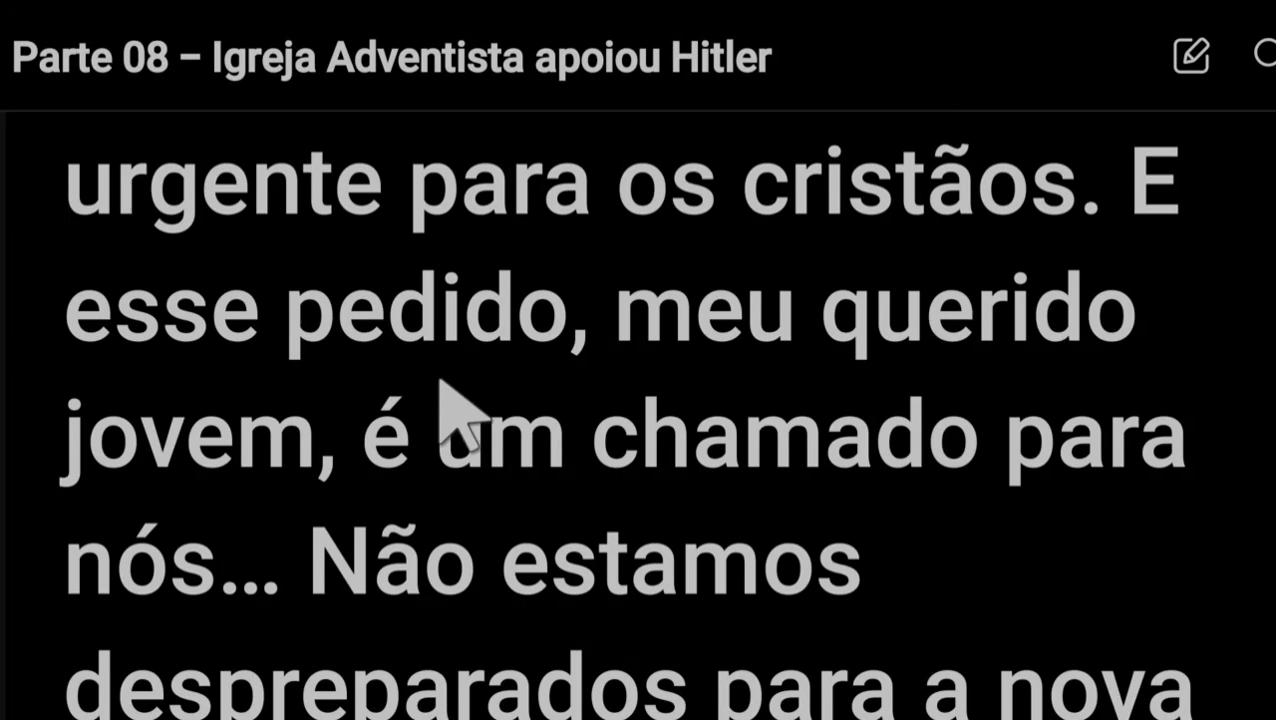 Parte 08 – Igreja Adventista apoiou Hitler
urgente para os cristãos. E
esse pedido, meu querido
jovem, é um chamado para
nós... Não estamos
despreparados para a nova